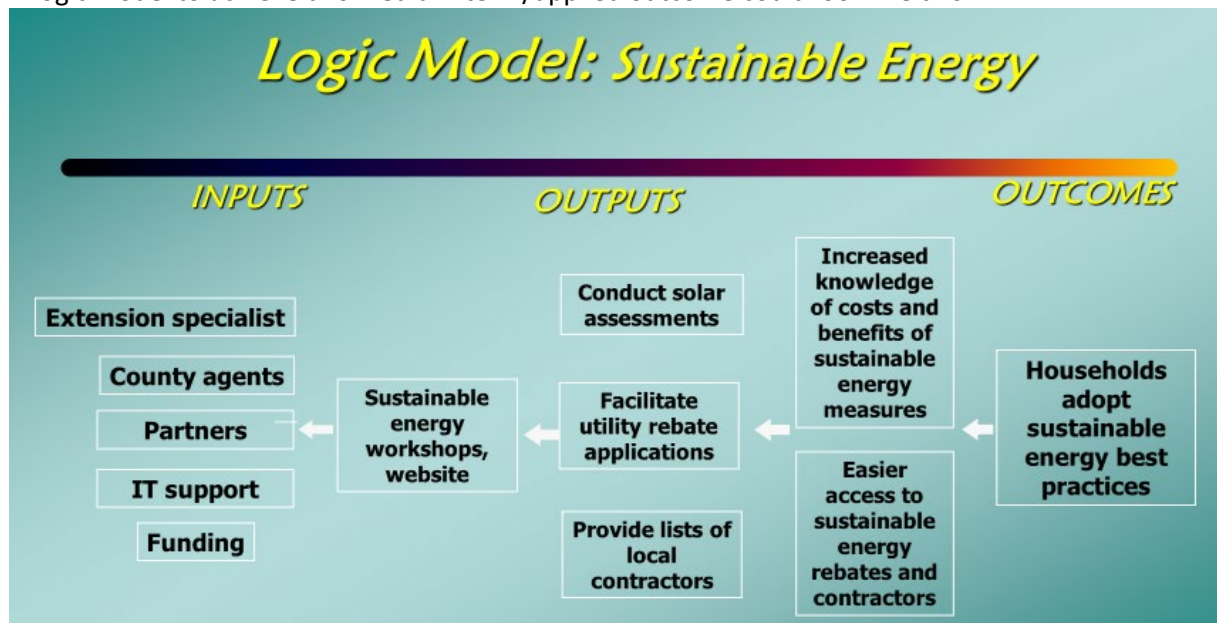 Logic Model: Sustainable Energy
INPUTS
OUTPUTS
OUTCOMES
Extension specialist
County agents
Partners
IT support
Funding
Sustainable
energy
workshops,
website
Conduct solar
assessments
Facilitate
utility rebate
applications
Provide lists of
local
contractors
Increased
knowledge
of costs and
benefits of
sustainable
energy
measures
Easier
access to
sustainable
energy
rebates and
contractors
Households
adopt
sustainable
energy best
practices